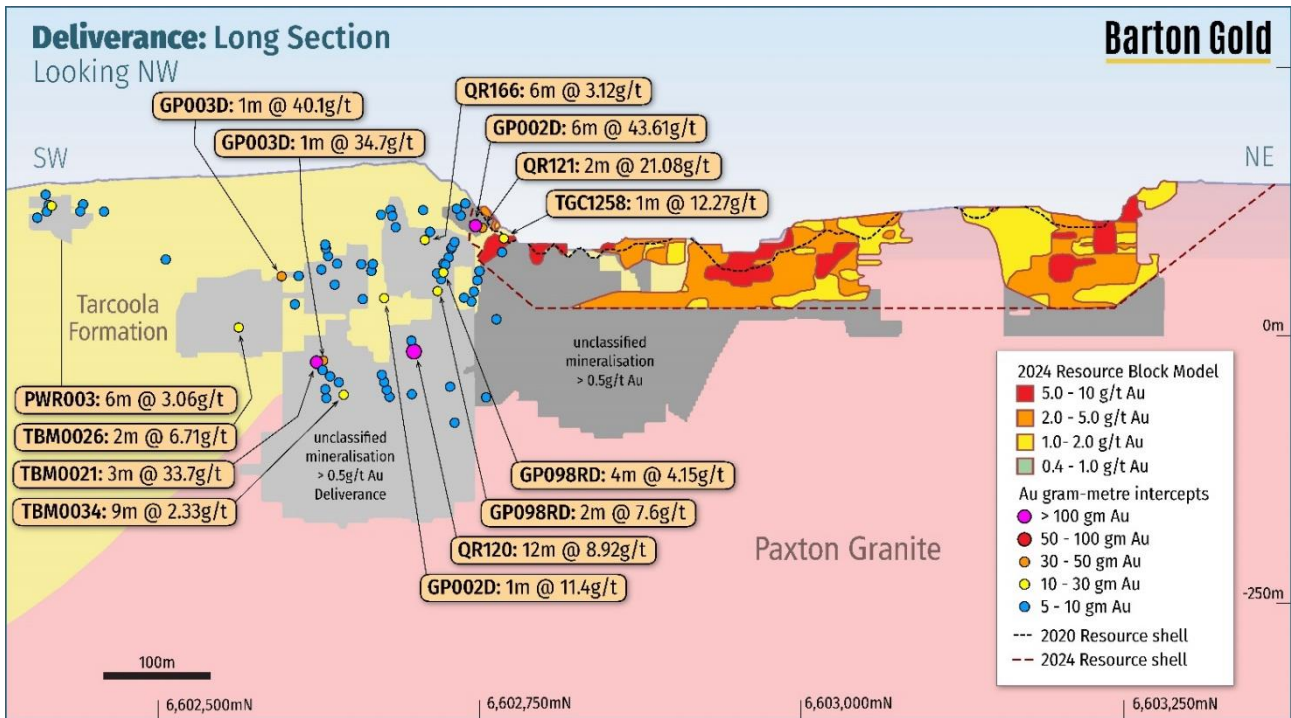 Deliverance: Long Section
Looking NW
Barton Gold
SW
NE
GP003D: 1m @ 40.1g/t
GP003D: 1m @ 34.7g/t
QR166: 6m @ 3.12g/t
GP002D: 6m @ 43.61g/t
QR121: 2m @ 21.08g/t
TGC1258: 1m @ 12.27g/t
Tarcoola
Formation
PWR003: 6m @ 3.06g/t
TBM0026: 2m @ 6.71g/t
TBM0021: 3m @ 33.7g/t
TBM0034: 9m @ 2.33g/t
unclassified
mineralisation
> 0.5g/t Au
Deliverance
unclassified
mineralisation
> 0.5g/t Au
GP098RD: 4m @ 4.15g/t
GP098RD: 2m @ 7.6g/t
QR120: 12m @ 8.92g/t
GP002D: 1m @ 11.4g/t
Paxton Granite
0m
-250m
2024 Resource Block Model
5.0 - 10 g/t Au
2.0 - 5.0 g/t Au
1.0- 2.0 g/t Au
0.4 - 1.0 g/t Au
Au gram-metre intercepts
> 100 gm Au
50 - 100 gm Au
30 - 50 gm Au
10 - 30 gm Au
5 - 10 gm Au
2020 Resource shell
2024 Resource shell
100m
6,602,500mN
6,602,750mN
6,603,000mN
6,603,250mN